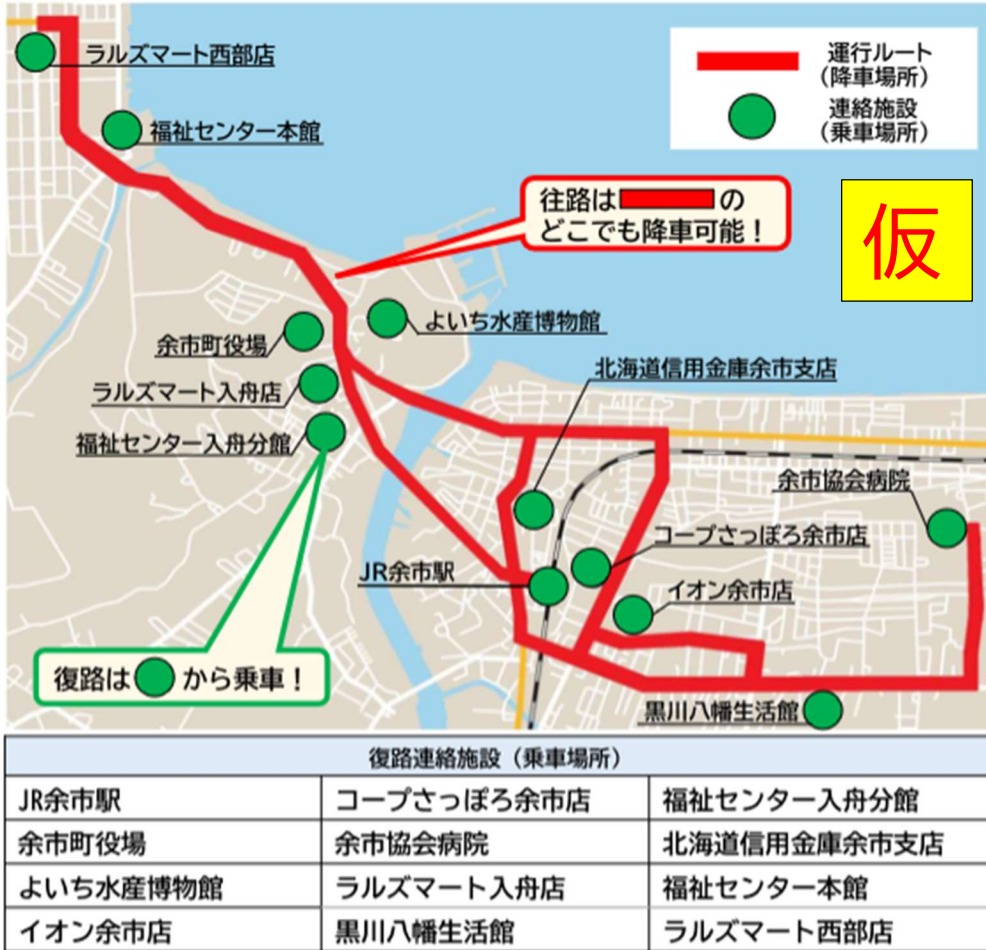 ラルズマート西部店
運行ルート
(降車場所)
福祉センター本館
連絡施設
(乗車場所)
往路は の
どこでも降車可能！
仮
よいち水産博物館
余市町役場
北海道信用金庫余市支店
ラルズマート入舟店
福祉センター入舟分館
余市協会病院
コープさっぽろ余市店
JR余市駅
イオン余市店
復路は から乗車！
黒川八幡生活館
復路連絡施設（乗車場所）
JR余市駅 コープさっぽろ余市店 福祉センター入舟分館
余市町役場 余市協会病院 北海道信用金庫余市支店
よいち水産博物館 ラルズマート入舟店 福祉センター本館
イオン余市店 黒川八幡生活館 ラルズマート西部店